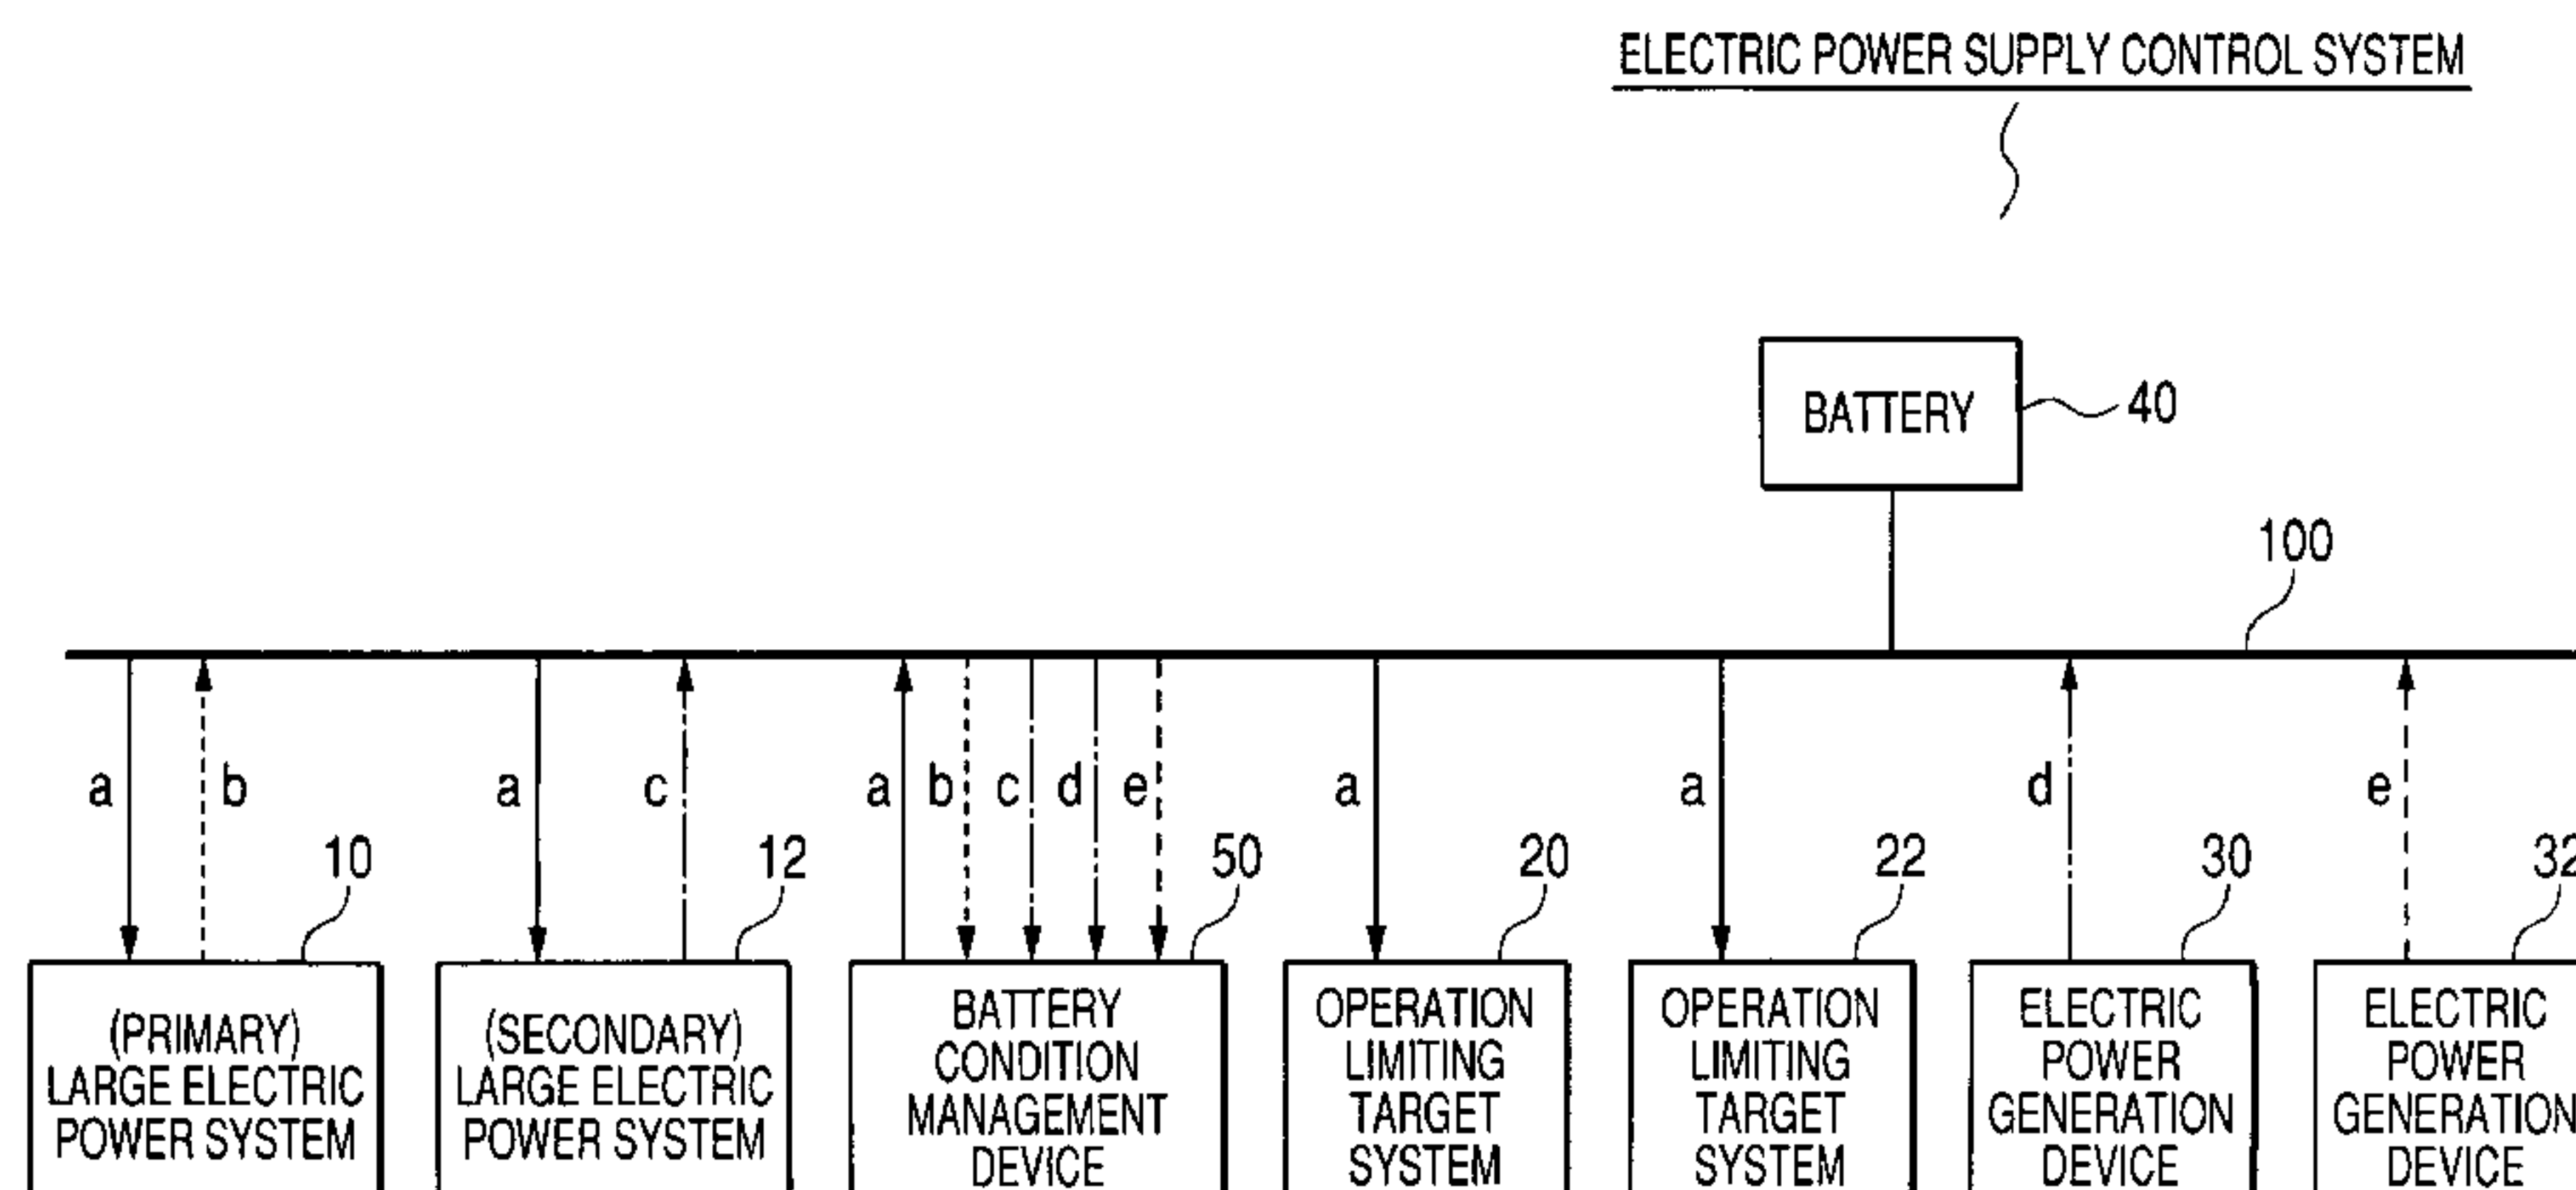 ELECTRIC POWER SUPPLY CONTROL SYSTEM
BATTERY
40
100
a
b
a
c
a
b
c
d
e
a
a
d
e
10
12
50
20
22
30
32
(PRIMARY)
LARGE ELECTRIC
POWER SYSTEM
(SECONDARY)
LARGE ELECTRIC
POWER SYSTEM
BATTERY
CONDITION
MANAGEMENT
DEVICE
OPERATION
LIMITING
TARGET
SYSTEM
OPERATION
LIMITING
TARGET
SYSTEM
ELECTRIC
POWER
GENERATION
DEVICE
ELECTRIC
POWER
GENERATION
DEVICE